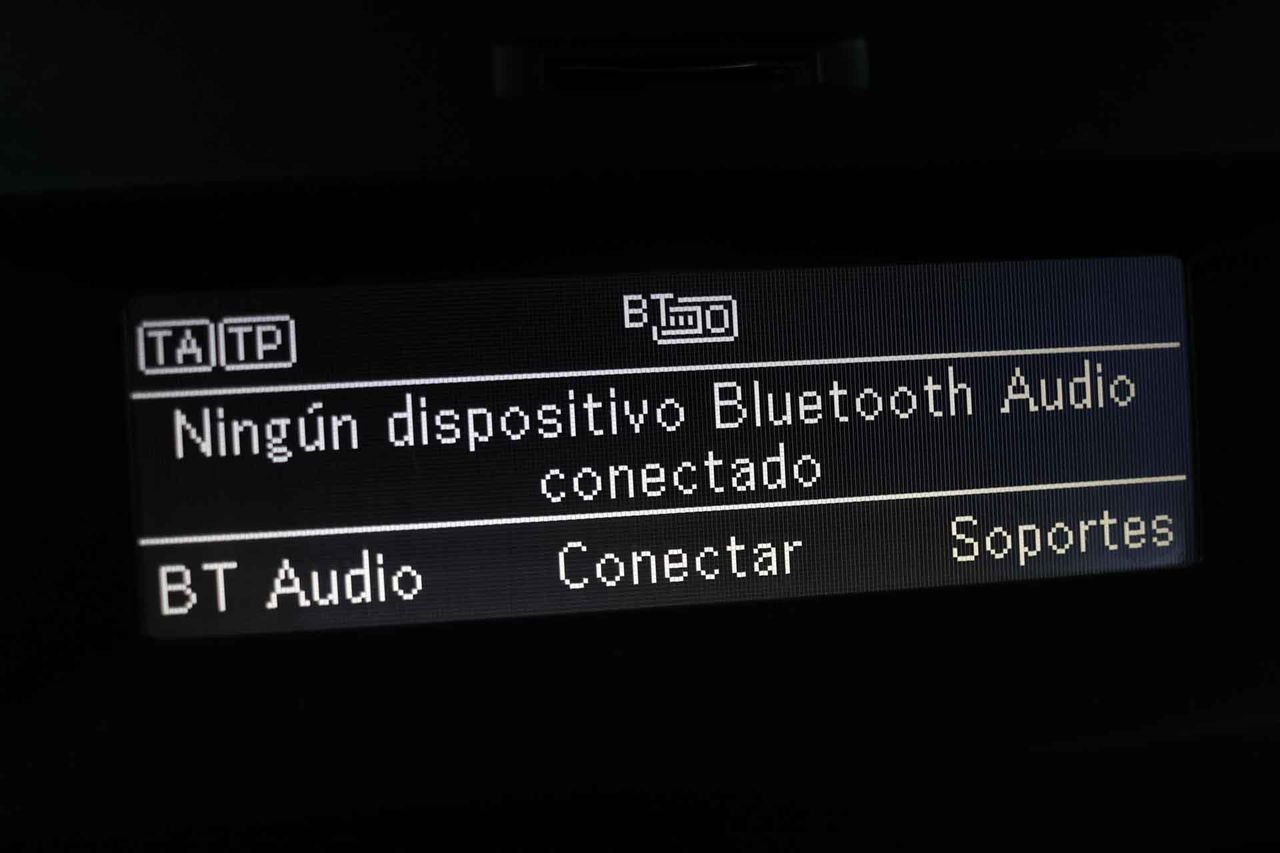 TA TP BT
Ningún dispositivo Bluetooth Audio
conectado
BT Audio Conectar Soportes